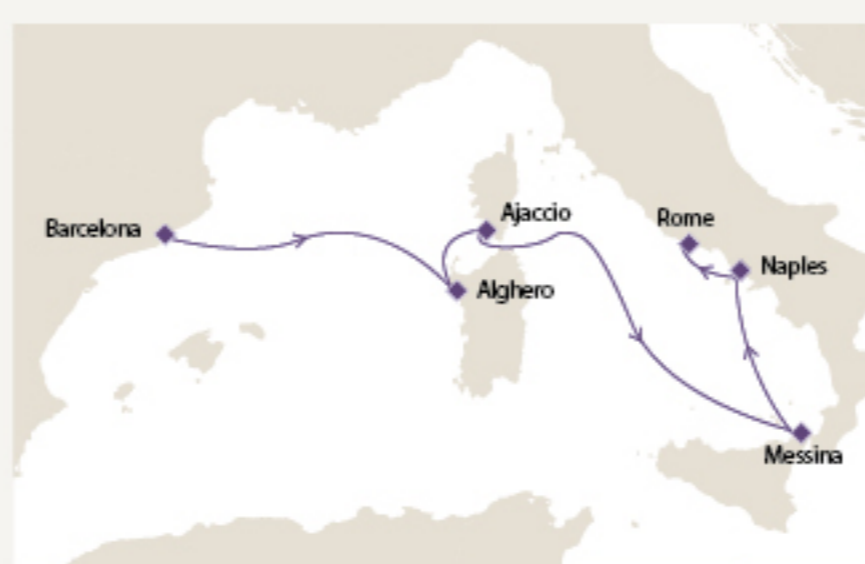 Ajaccio
Rome
Barcelona
Naples
Alghero
Messina